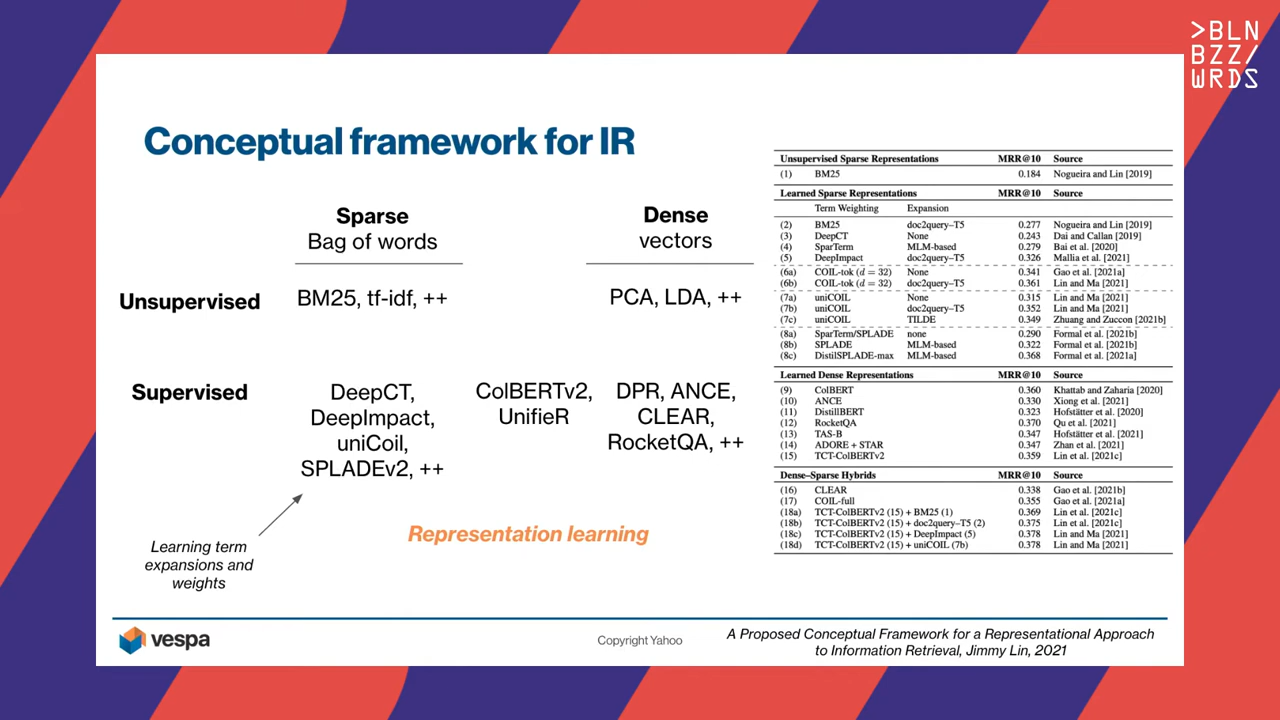 >BLN
BZZ/
WRDS
Conceptual framework for IR
Sparse
Bag of words
Dense
vectors
Unsupervised
BM25, tf-idf, ++
PCA, LDA, ++
Supervised
DeepCT,
DeepImpact,
uniCoil,
SPLADEv2, ++
ColBERTv2,
UnifieR
DPR, ANCE,
CLEAR,
RocketQA, ++
Representation learning
Learning term
expansions and
weights
Unsupervised Sparse Representations MRR@10 Source
(1) BM25 0.184 Nogueira and Lin [2019]
Learned Sparse Representations MRR@10 Source
Term Weighting Expansion
(2) BM25 doc2query–T5 0.277 Nogueira and Lin [2019]
(3) DeepCT None 0.243 Dai and Callan [2019]
(4) SparTerm MLM-based 0.279 Bai et al. [2020]
(5) DeepImpact doc2query–T5 0.326 Mallia et al. [2021]
(6a) COIL-tok (d = 32) None 0.341 Gao et al. [2021a]
(6b) COIL-tok (d = 32) doc2query–T5 0.361 Lin and Ma [2021]
(7a) uniCOIL None 0.315 Lin and Ma [2021]
(7b) uniCOIL doc2query–T5 0.352 Lin and Ma [2021]
(7c) uniCOIL TILDE 0.349 Zhuang and Zuccon [2021b]
(8a) SparTerm/SPLADE none 0.290 Formal et al. [2021b]
(8b) SPLADE MLM-based 0.322 Formal et al. [2021b]
(8c) DistilSPLADE-max MLM-based 0.368 Formal et al. [2021a]
Learned Dense Representations MRR@10 Source
(9) ColBERT 0.360 Khattab and Zaharia [2020]
(10) ANCE 0.330 Xiong et al. [2021]
(11) DistillBERT 0.323 Hofstätter et al. [2020]
(12) RocketQA 0.370 Qu et al. [2021]
(13) TAS-B 0.347 Hofstätter et al. [2021]
(14) ADORE + STAR 0.347 Zhan et al. [2021]
(15) TCT-ColBERTv2 0.359 Lin et al. [2021c]
Dense–Sparse Hybrids MRR@10 Source
(16) CLEAR 0.338 Gao et al. [2021b]
(17) COIL-full 0.355 Gao et al. [2021a]
(18a) TCT-ColBERTv2 (15) + BM25 (1) 0.369 Lin et al. [2021c]
(18b) TCT-ColBERTv2 (15) + doc2query–T5 (2) 0.375 Lin et al. [2021c]
(18c) TCT-ColBERTv2 (15) + DeepImpact (5) 0.378 Lin and Ma [2021]
(18d) TCT-ColBERTv2 (15) + uniCOIL (7b) 0.378 Lin and Ma [2021]
vespa
Copyright Yahoo
A Proposed Conceptual Framework for a Representational Approach
to Information Retrieval, Jimmy Lin, 2021